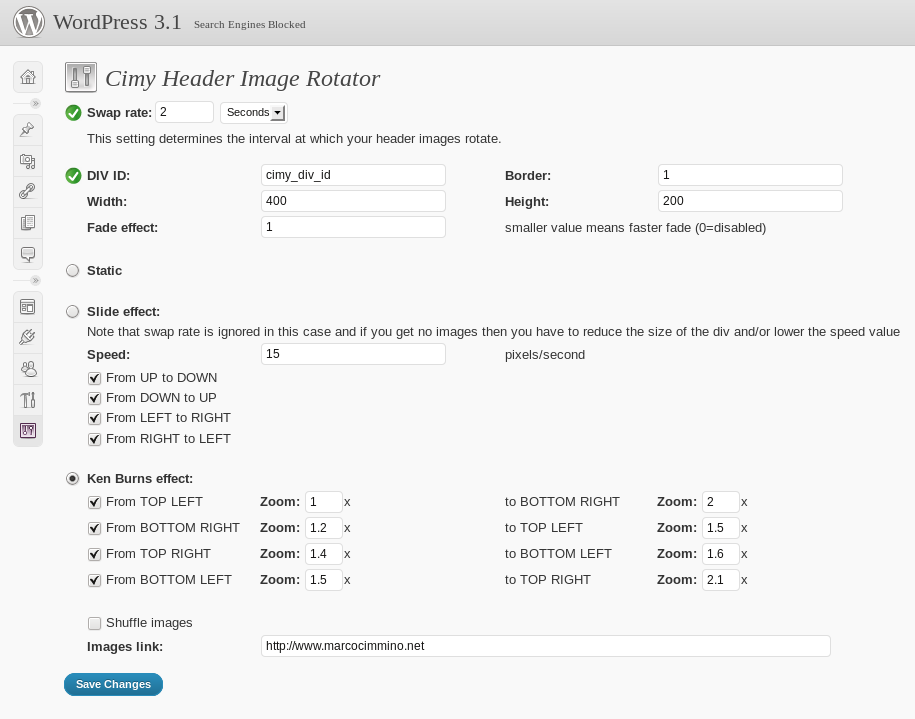 WordPress 3.1 Search Engines Blocked
Cimy Header Image Rotator
Swap rate: 2 Seconds
This setting determines the interval at which your header images rotate.
DIV ID: cimy_div_id Border: 1
Width: 400 Height: 200
Fade effect: 1 smaller value means faster fade (0=disabled)
Static
Slide effect:
Note that swap rate is ignored in this case and if you get no images then you have to reduce the size of the div and/or lower the speed value
Speed: 15 pixels/second
From UP to DOWN
From DOWN to UP
From LEFT to RIGHT
From RIGHT to LEFT
Ken Burns effect:
From TOP LEFT Zoom: 1 x to BOTTOM RIGHT Zoom: 2 x
From BOTTOM RIGHT Zoom: 1.2 x to TOP LEFT Zoom: 1.5 x
From TOP RIGHT Zoom: 1.4 x to BOTTOM LEFT Zoom: 1.6 x
From BOTTOM LEFT Zoom: 1.5 x to TOP RIGHT Zoom: 2.1 x
Shuffle images
Images link: http://www.marcocimmino.net
Save Changes